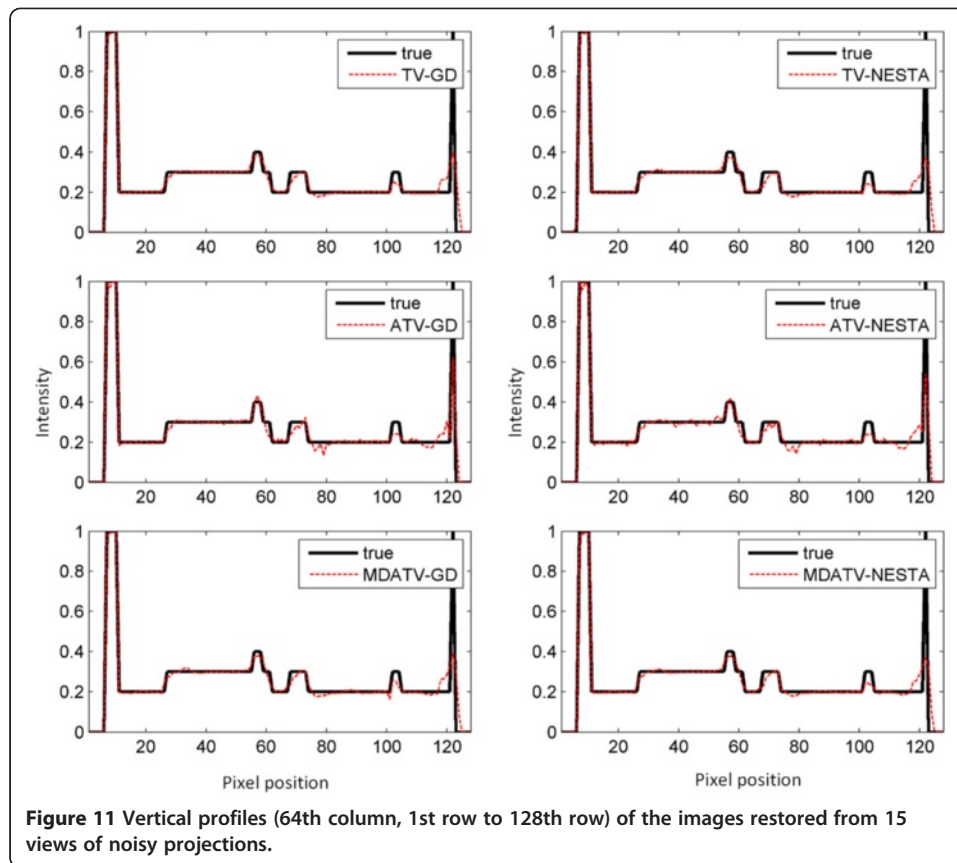 1
0.8
0.6
0.4
0.2
0
20 40 60 80 100 120
true
TV-GD
1
0.8
0.6
0.4
0.2
0
20 40 60 80 100 120
true
TV-NESTA
Intensity
1
0.8
0.6
0.4
0.2
0
20 40 60 80 100 120
true
ATV-GD
Intensity
1
0.8
0.6
0.4
0.2
0
20 40 60 80 100 120
true
ATV-NESTA
1
0.8
0.6
0.4
0.2
0
20 40 60 80 100 120
Pixel position
true
MDATV-GD
1
0.8
0.6
0.4
0.2
0
20 40 60 80 100 120
Pixel position
true
MDATV-NESTA
Figure 11 Vertical profiles (64th column, 1st row to 128th row) of the images restored from 15
views of noisy projections.